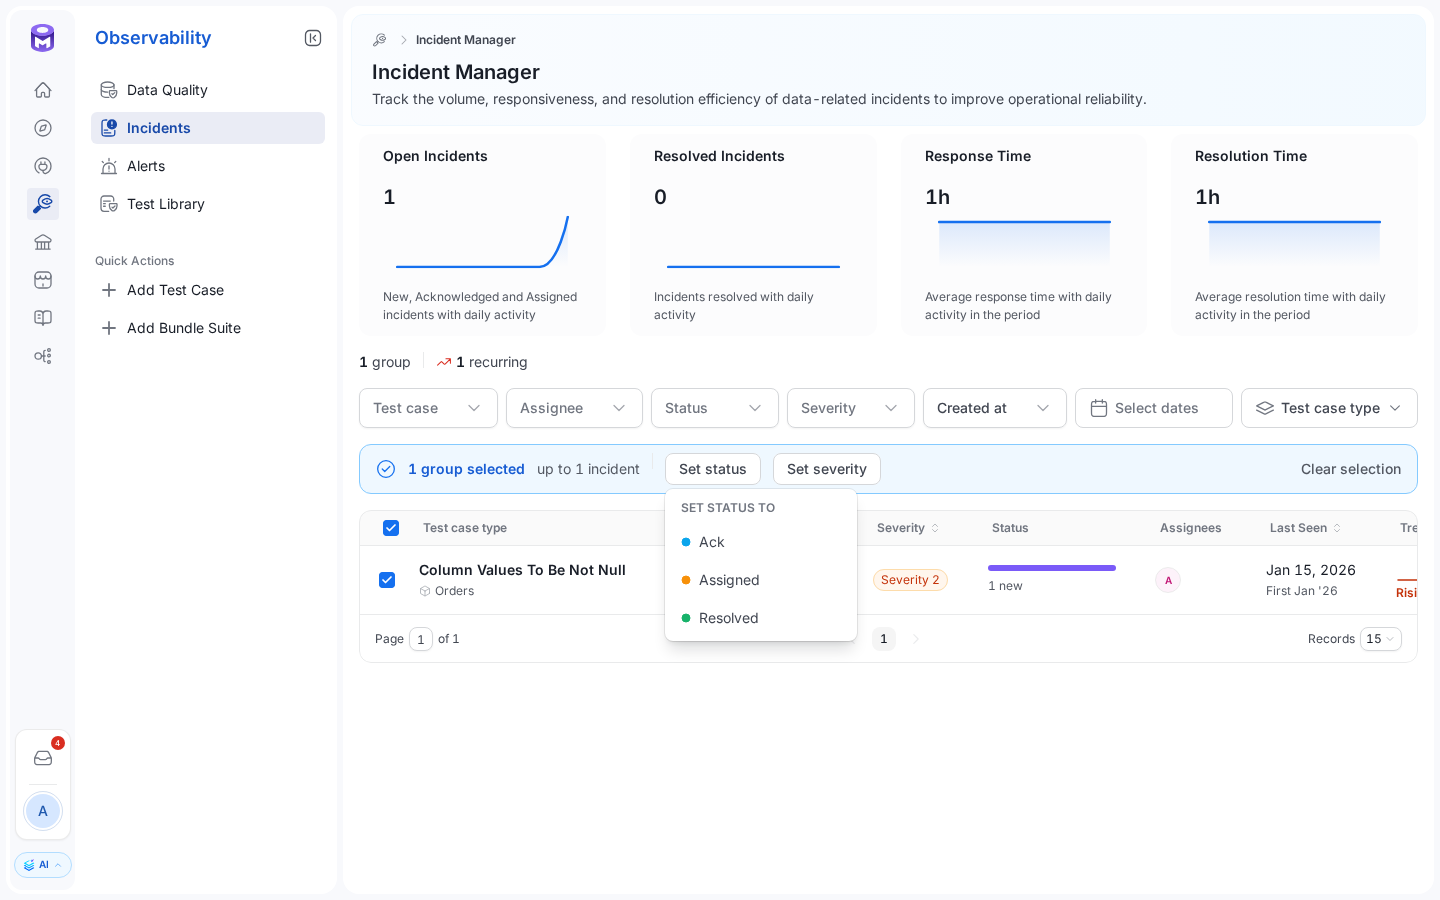 Observability
Data Quality
Incidents
Alerts
Test Library
Quick Actions
Add Test Case
Add Bundle Suite
4
A
AI
Incident Manager
Incident Manager
Track the volume, responsiveness, and resolution efficiency of data-related incidents to improve operational reliability.
Open Incidents
1
New, Acknowledged and Assigned
incidents with daily activity
Resolved Incidents
0
Incidents resolved with daily
activity
Response Time
1h
Average response time with daily
activity in the period
Resolution Time
1h
Average resolution time with daily
activity in the period
1 group 1 recurring
Test case Assignee Status Severity Created at Select dates Test case type
1 group selected up to 1 incident Set status Set severity Clear selection
SET STATUS TO
Ack
Assigned
Resolved
Test case type Severity Status Assignees Last Seen Tre
Column Values To Be Not Null
Orders
Severity 2
1 new
A
Jan 15, 2026
First Jan '26
Risi
Page 1 of 1 1 Records 15